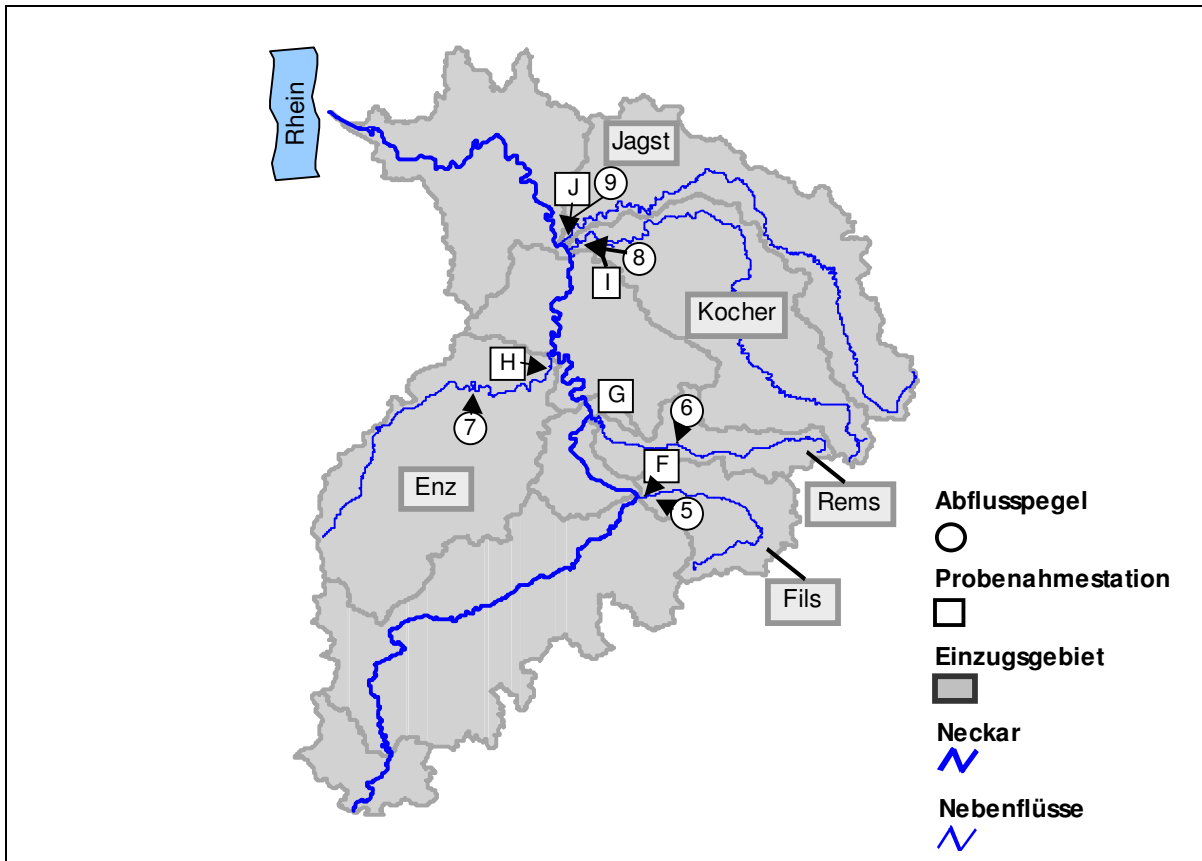 Rhein
Jagst
J
9
8
I
Kocher
H
G
7
6
F
Enz
5
Rems
Fils
Abflusspegel
Probenahmestation
Einzugsgebiet
Neckar
Nebenflüsse